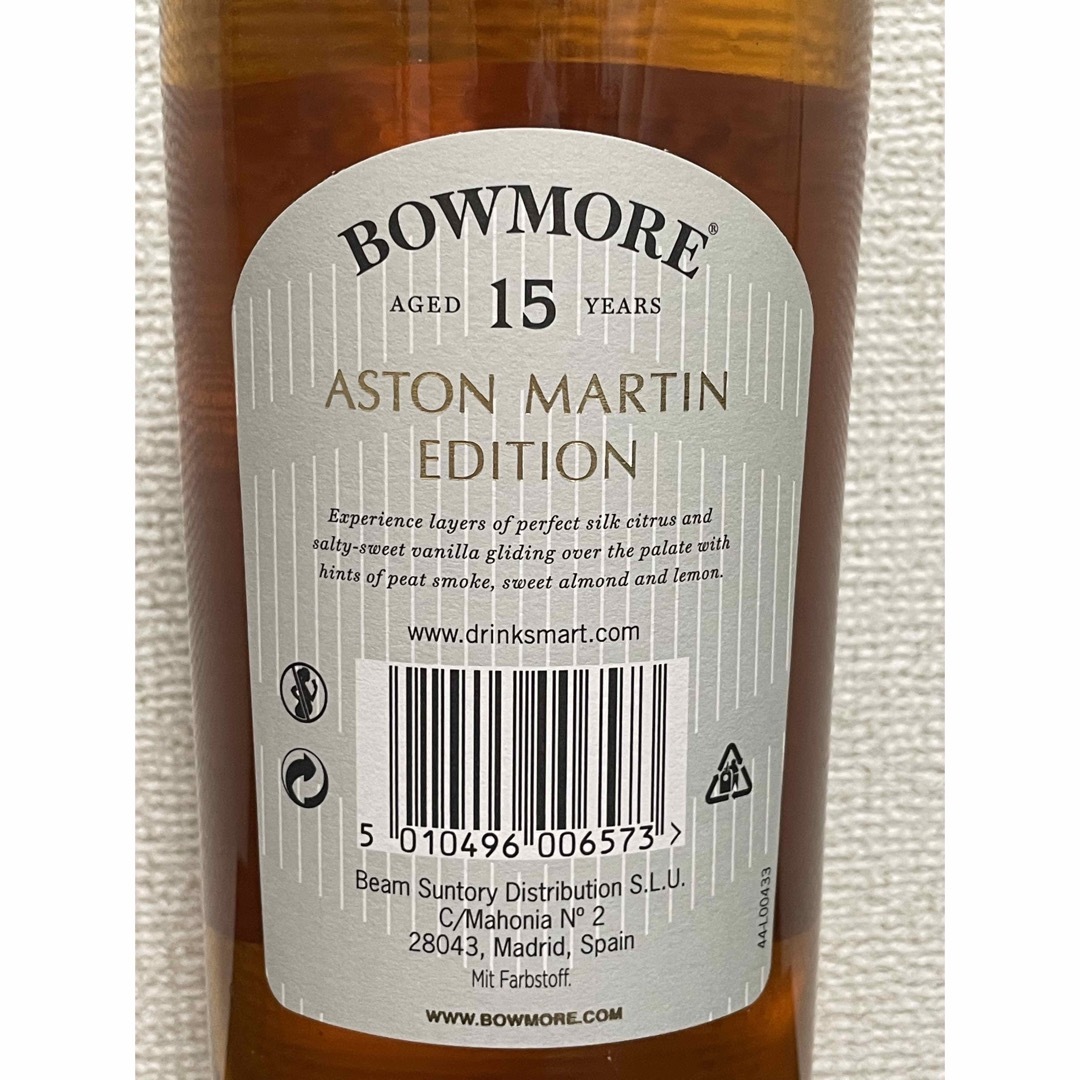 BOWMORE®
AGED 15 YEARS
ASTON MARTIN
EDITION
Experience layers of perfect silk citrus and
salty-sweet vanilla gliding over the palate with
hints of peat smoke, sweet almond and lemon.
www.drinksmart.com
5 010496 006573 >
Beam Suntory Distribution S.L.U.
C/Mahonia Nº 2
28043, Madrid, Spain
Mit Farbstoff.
44-L00433
WWW.BOWMORE.COM